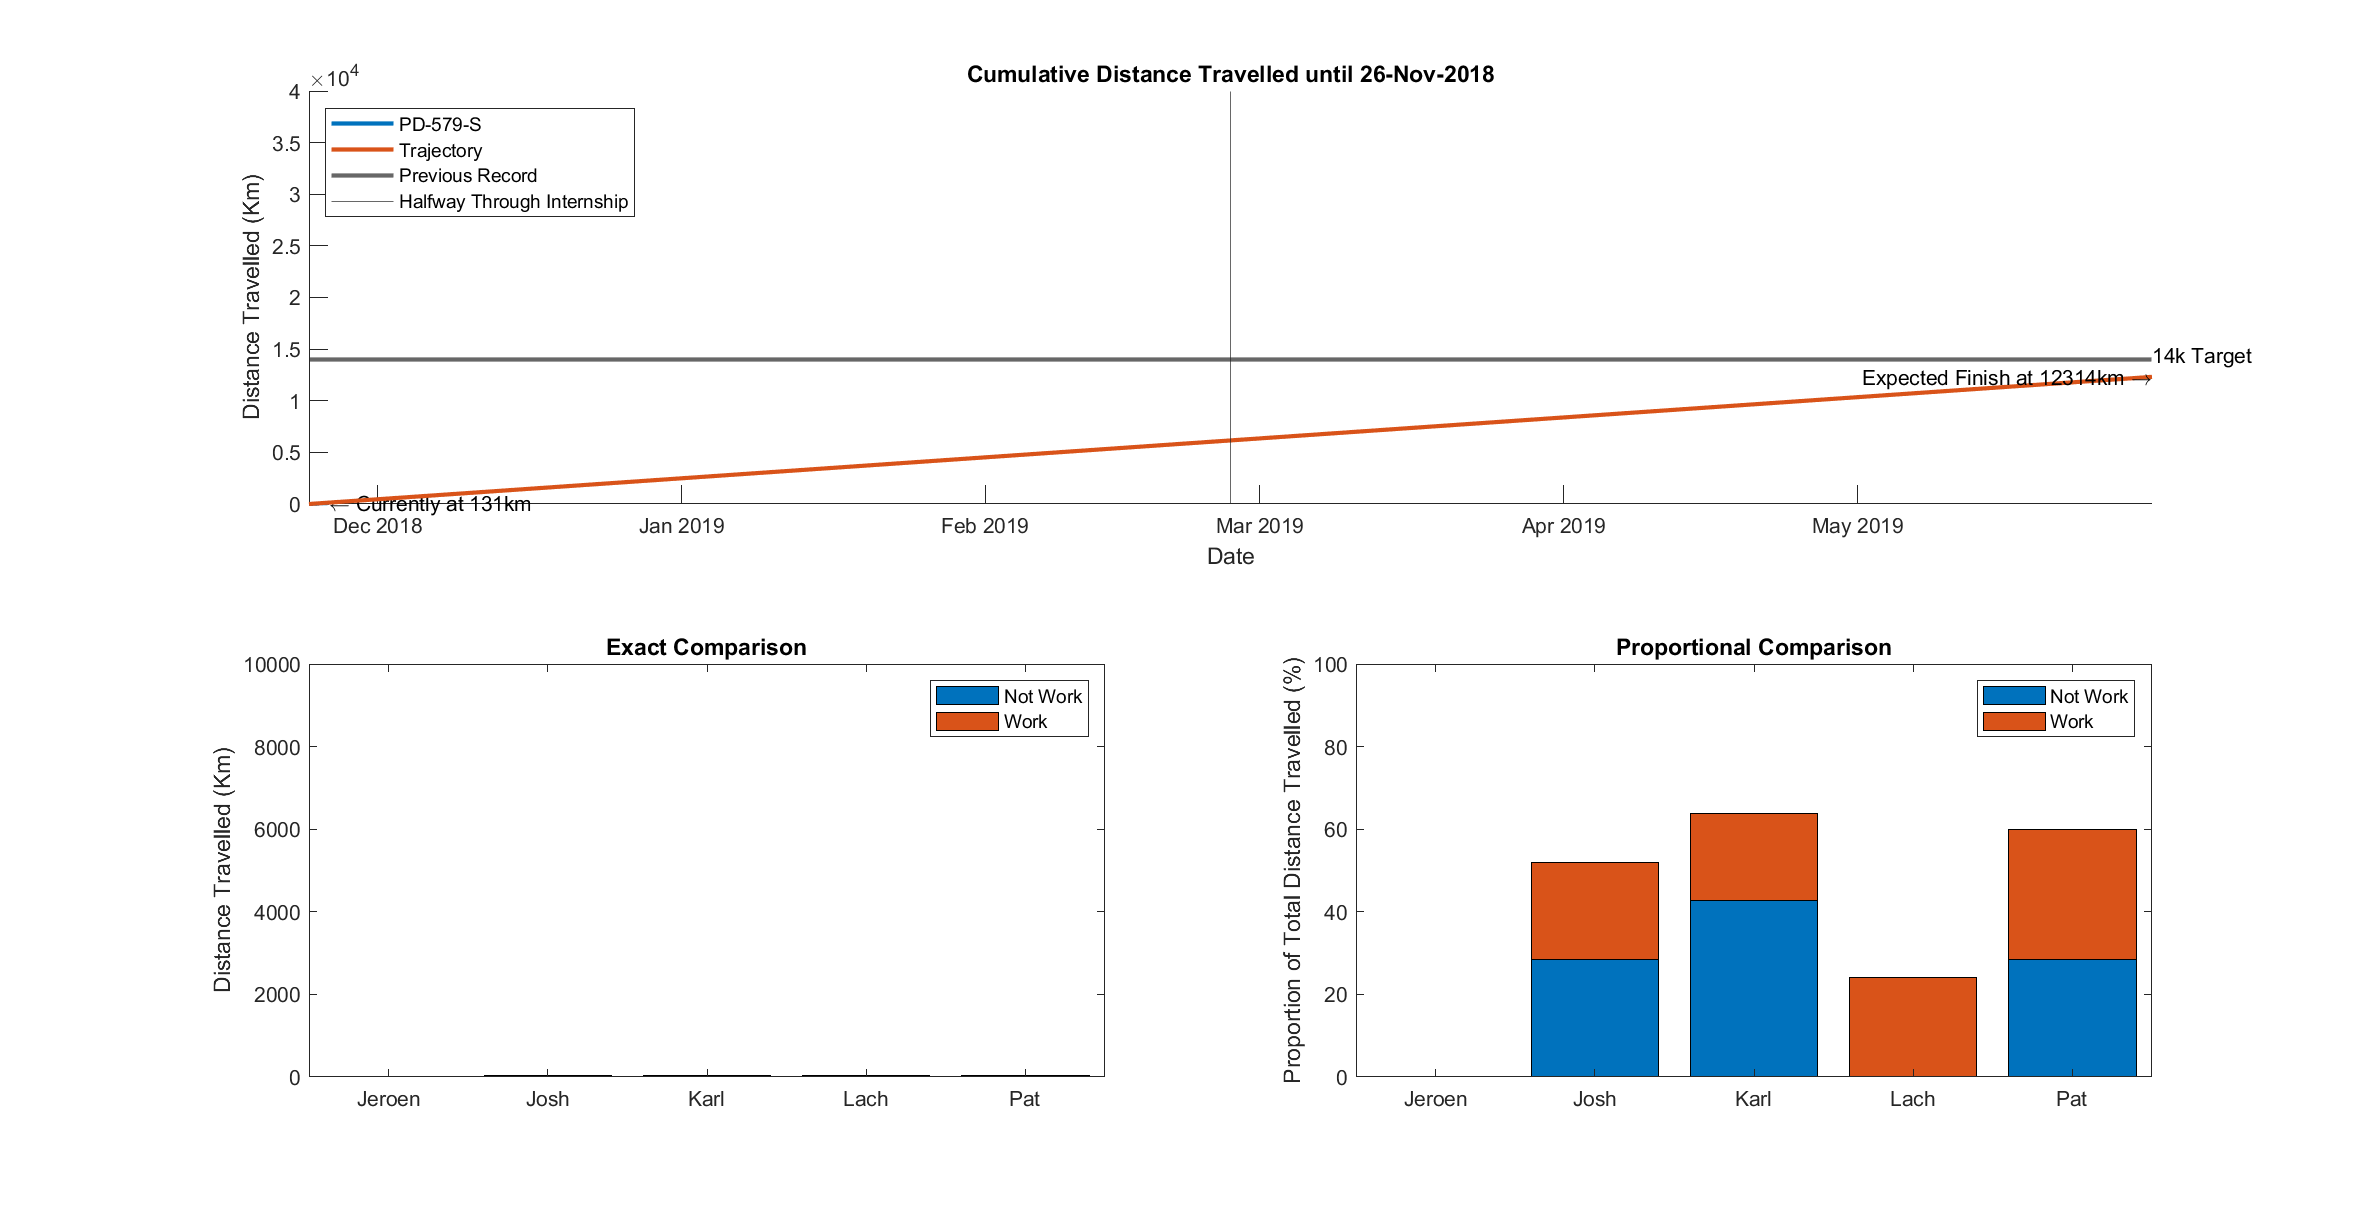 Cumulative Distance Travelled until 26-Nov-2018
×10^4
4
3.5
3
2.5
2
1.5
1
0.5
0
Distance Travelled (Km)
PD-579-S
Trajectory
Previous Record
Halfway Through Internship
14k Target
Expected Finish at 12314km →
← Currently at 131km
Dec 2018 Jan 2019 Feb 2019 Mar 2019 Apr 2019 May 2019
Date
Exact Comparison
10000
8000
6000
4000
2000
0
Distance Travelled (Km)
Not Work
Work
Jeroen Josh Karl Lach Pat
Proportional Comparison
100
80
60
40
20
0
Proportion of Total Distance Travelled (%)
Not Work
Work
Jeroen Josh Karl Lach Pat